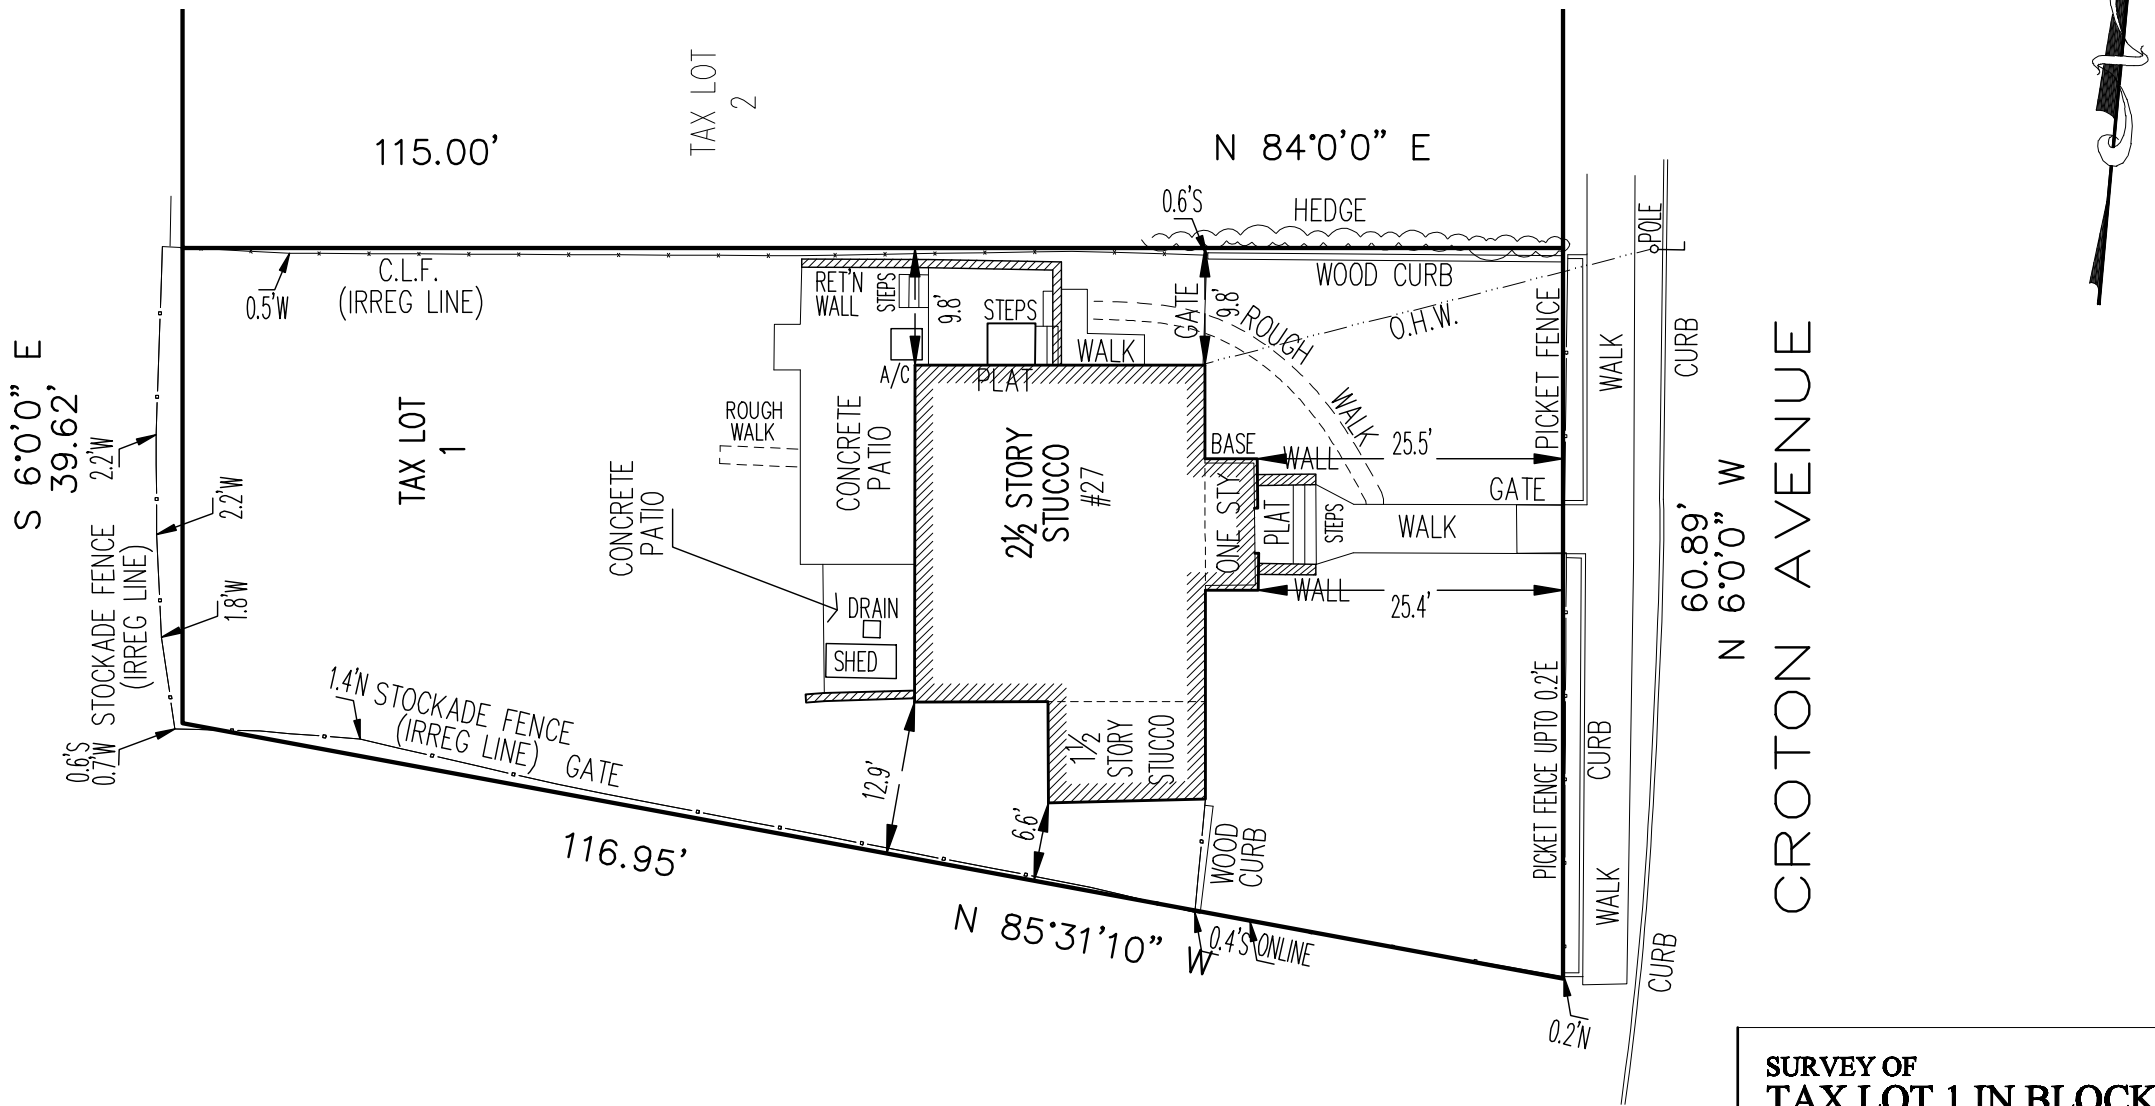 TAX LOT
2
115.00'
N 84°0'0" E
0.6'S
HEDGE
POLE
C.L.F.
(IRREG LINE)
0.5'W
RET'N
WALL
STEPS
9.8'
STEPS
WALK
PLAT
A/C
GATE
9.8'
WOOD CURB
ROUGH
WALK
O.H.W.
PICKET FENCE
WALK
CURB
S 6°0'0" E
39.62'
2.2'W
2.2'W
1.8'W
STOCKADE FENCE
(IRREG LINE)
TAX LOT
1
ROUGH
WALK
CONCRETE
PATIO
CONCRETE
PATIO
DRAIN
SHED
2½ STORY
STUCCO
#27
BASE
WALL
25.5'
ONE STY
PLAT
STEPS
GATE
WALK
WALL
25.4'
60.89'
N 6°0'0" W
CROTON AVENUE
1.4'N
STOCKADE FENCE
(IRREG LINE)
GATE
0.6'S
0.7'W
12.9'
6.6'
1½
STORY
STUCCO
WOOD
CURB
PICKET FENCE UPTO 0.2'E
CURB
WALK
CURB
116.95'
N 85°31'10" W
0.4'S
ONLINE
0.2'N
SURVEY OF
TAX LOT 1 IN BLOCK